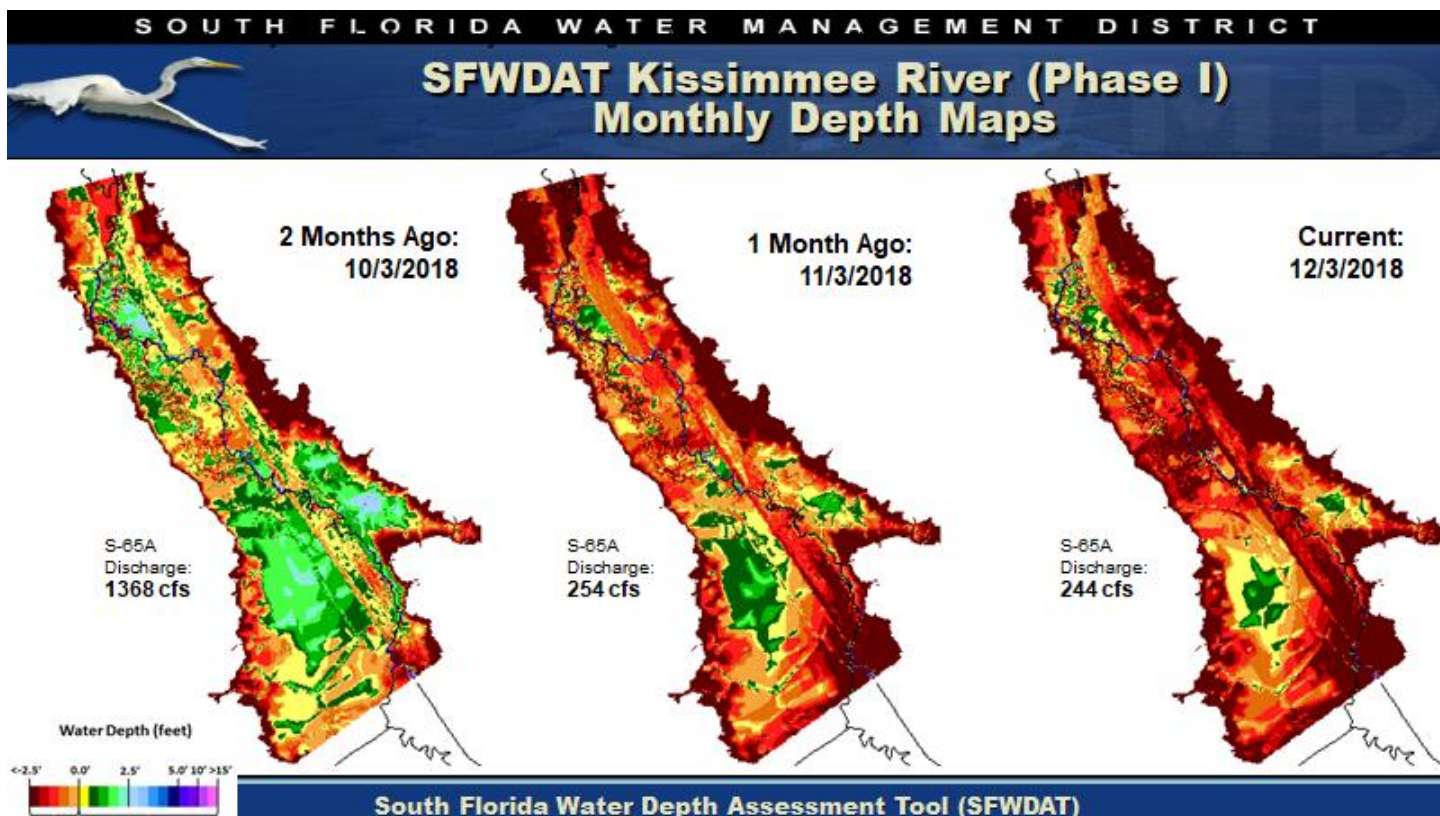 SOUTH FLORIDA WATER MANAGEMENT DISTRICT
SFWDAT Kissimmee River (Phase I)
Monthly Depth Maps
2 Months Ago:
10/3/2018
1 Month Ago:
11/3/2018
Current:
12/3/2018
S-65A
Discharge:
1368 cfs
S-65A
Discharge:
254 cfs
S-65A
Discharge:
244 cfs
Water Depth (feet)
<-2.5' 0.0' 2.5' 5.0' 10' >15'
South Florida Water Depth Assessment Tool (SFWDAT)